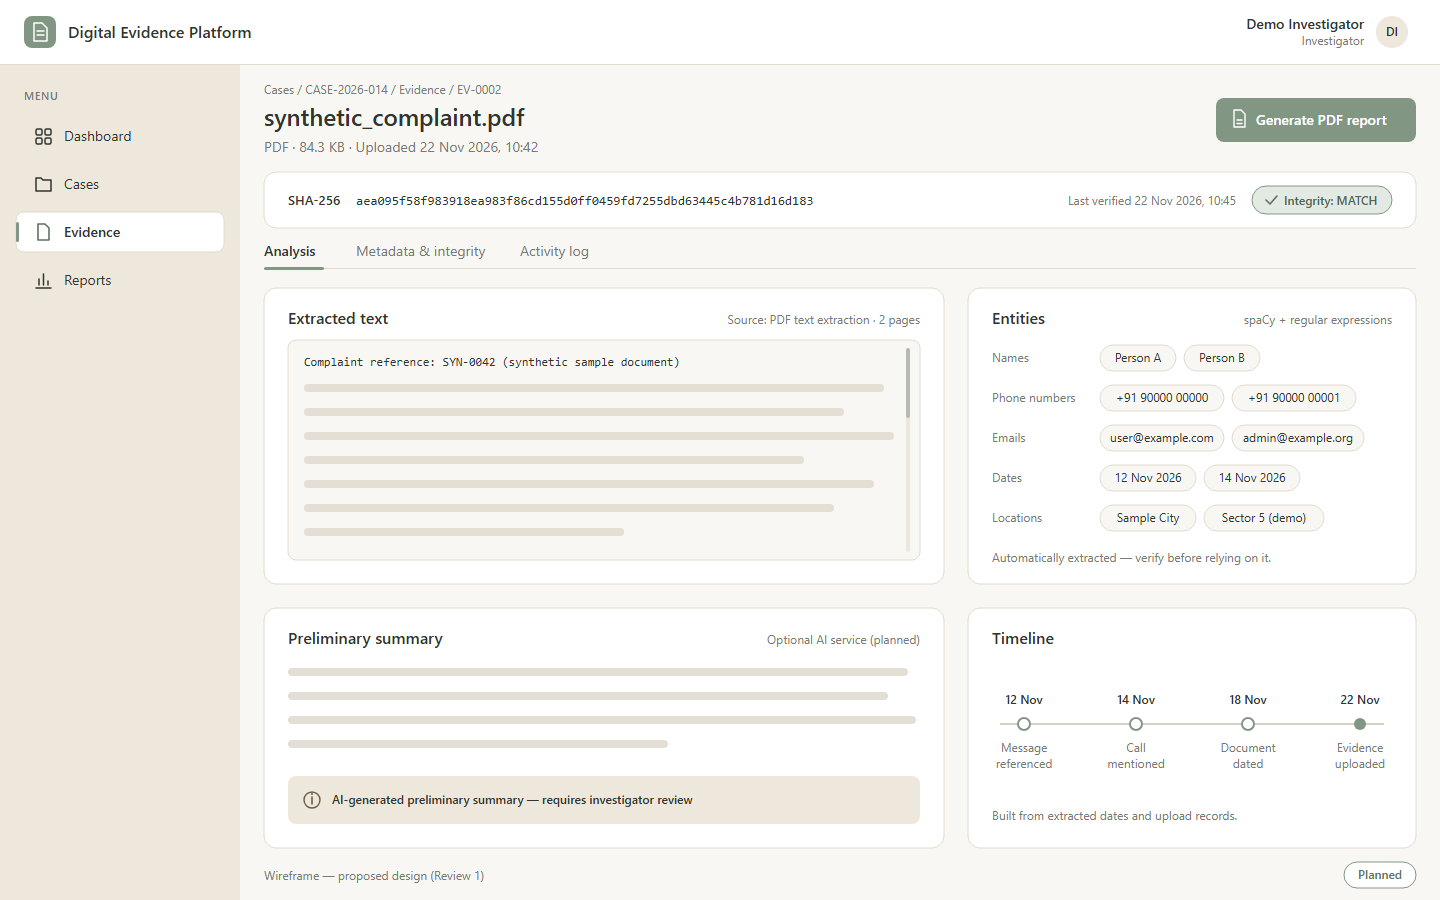 Digital Evidence Platform
Demo Investigator
Investigator
DI
MENU
Dashboard
Cases
Evidence
Reports
Cases / CASE-2026-014 / Evidence / EV-0002
synthetic_complaint.pdf
PDF · 84.3 KB · Uploaded 22 Nov 2026, 10:42
Generate PDF report
SHA-256 aea095f58f983918ea983f86cd155d0ff0459fd7255dbd63445c4b781d16d183
Last verified 22 Nov 2026, 10:45
Integrity: MATCH
Analysis
Metadata & integrity
Activity log
Extracted text
Source: PDF text extraction · 2 pages
Complaint reference: SYN-0042 (synthetic sample document)
Entities
spaCy + regular expressions
Names
Person A
Person B
Phone numbers
+91 90000 00000
+91 90000 00001
Emails
user@example.com
admin@example.org
Dates
12 Nov 2026
14 Nov 2026
Locations
Sample City
Sector 5 (demo)
Automatically extracted — verify before relying on it.
Preliminary summary
Optional AI service (planned)
AI-generated preliminary summary — requires investigator review
Timeline
12 Nov
14 Nov
18 Nov
22 Nov
Message
referenced
Call
mentioned
Document
dated
Evidence
uploaded
Built from extracted dates and upload records.
Wireframe — proposed design (Review 1)
Planned